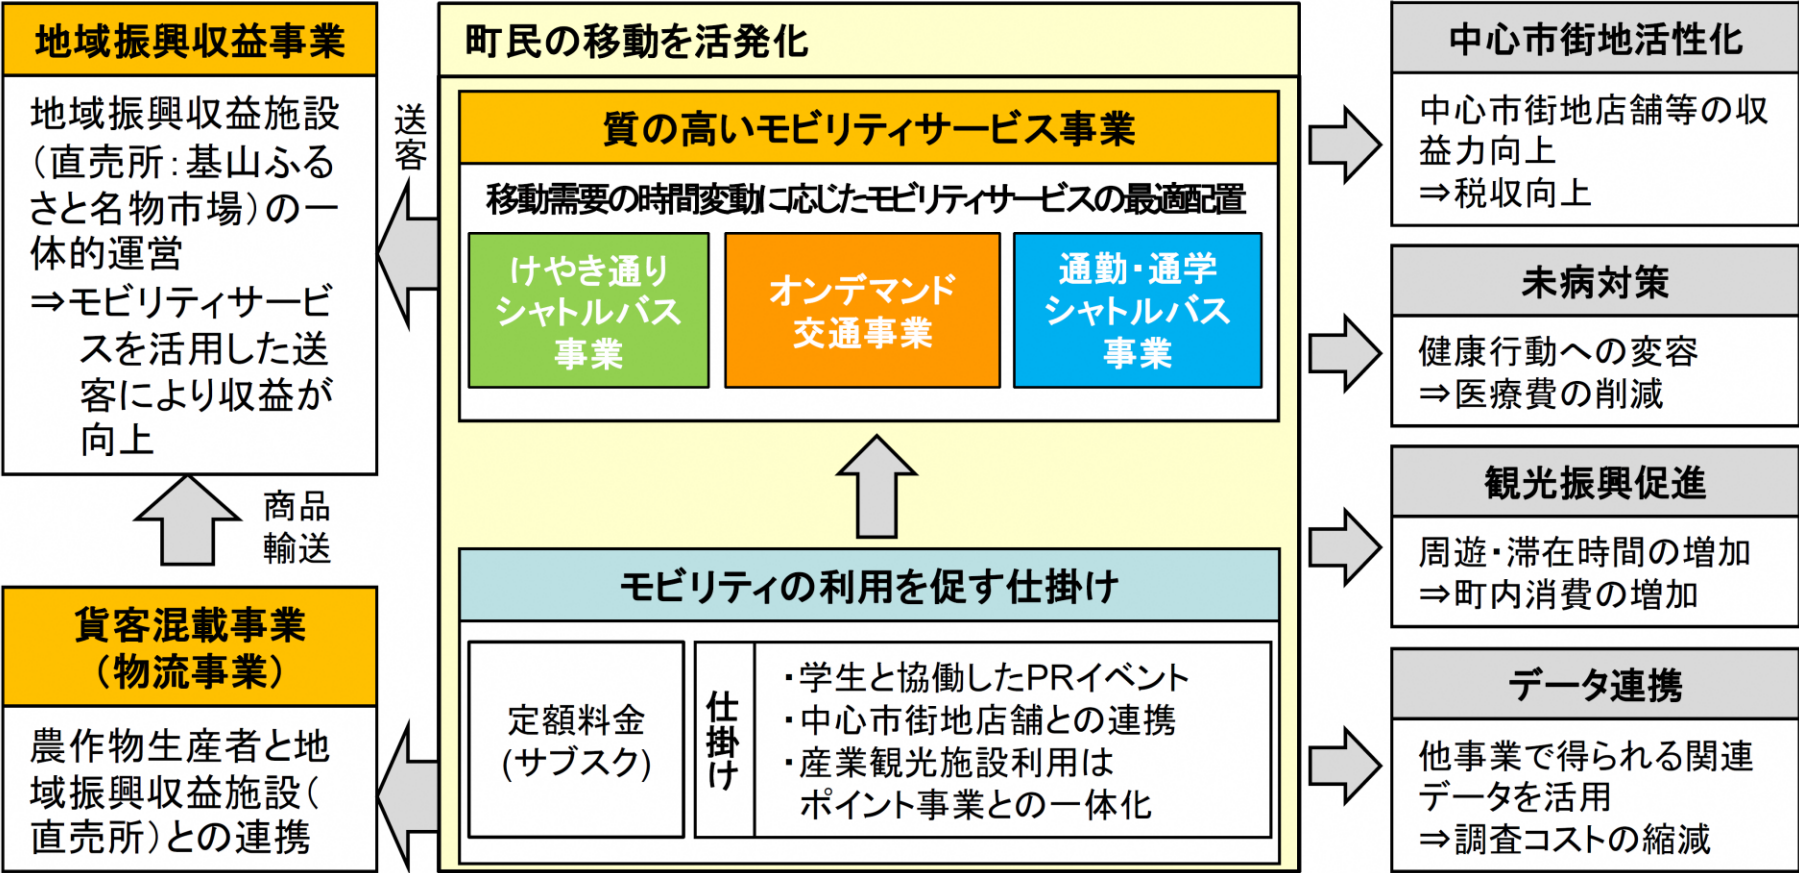 地域振興収益事業
地域振興収益施設
（直売所：基山ふる
さと名物市場）の一
体的運営
⇒モビリティサービ
スを活用した送
客により収益が
向上
商品
輸送
貨客混載事業
（物流事業）
農作物生産者と地
域振興収益施設（
直売所）との連携
送客
町民の移動を活発化
質の高いモビリティサービス事業
移動需要の時間変動に応じたモビリティサービスの最適配置
けやき通り
シャトルバス
事業
オンデマンド
交通事業
通勤・通学
シャトルバス
事業
モビリティの利用を促す仕掛け
定額料金
(サブスク)
仕掛け
・学生と協働したPRイベント
・中心市街地店舗との連携
・産業観光施設利用は
ポイント事業との一体化
中心市街地活性化
中心市街地店舗等の収
益力向上
⇒税収向上
未病対策
健康行動への変容
⇒医療費の削減
観光振興促進
周遊・滞在時間の増加
⇒町内消費の増加
データ連携
他事業で得られる関連
データを活用
⇒調査コストの縮減